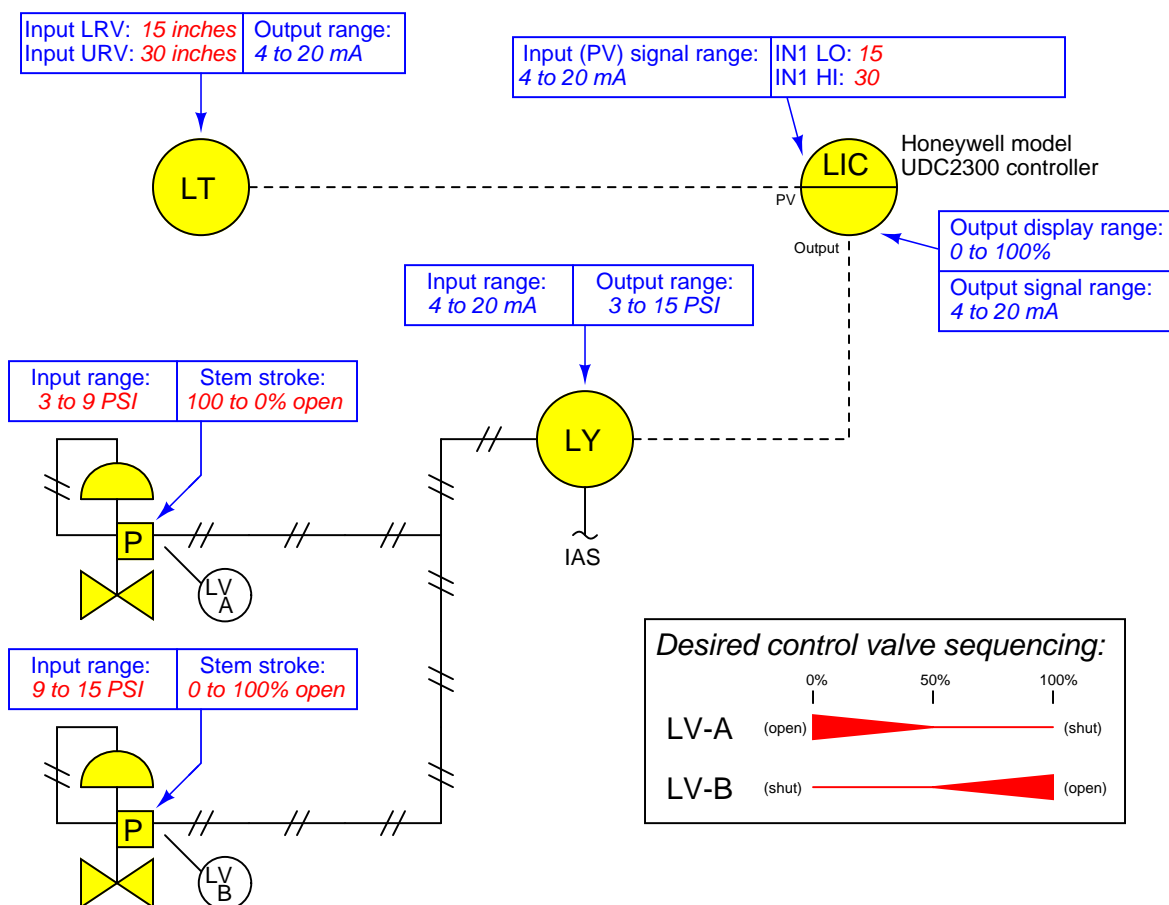 Input LRV: 15 inches
Input URV: 30 inches
Output range:
4 to 20 mA
Input (PV) signal range:
4 to 20 mA
IN1 LO: 15
IN1 HI: 30
LT
LIC
PV
Output
Honeywell model
UDC2300 controller
Output display range:
0 to 100%
Output signal range:
4 to 20 mA
Input range:
4 to 20 mA
Output range:
3 to 15 PSI
LY
IAS
Input range:
3 to 9 PSI
Stem stroke:
100 to 0% open
P
LV
A
Input range:
9 to 15 PSI
Stem stroke:
0 to 100% open
P
LV
B
Desired control valve sequencing:
0% 50% 100%
LV-A (open) (shut)
LV-B (shut) (open)